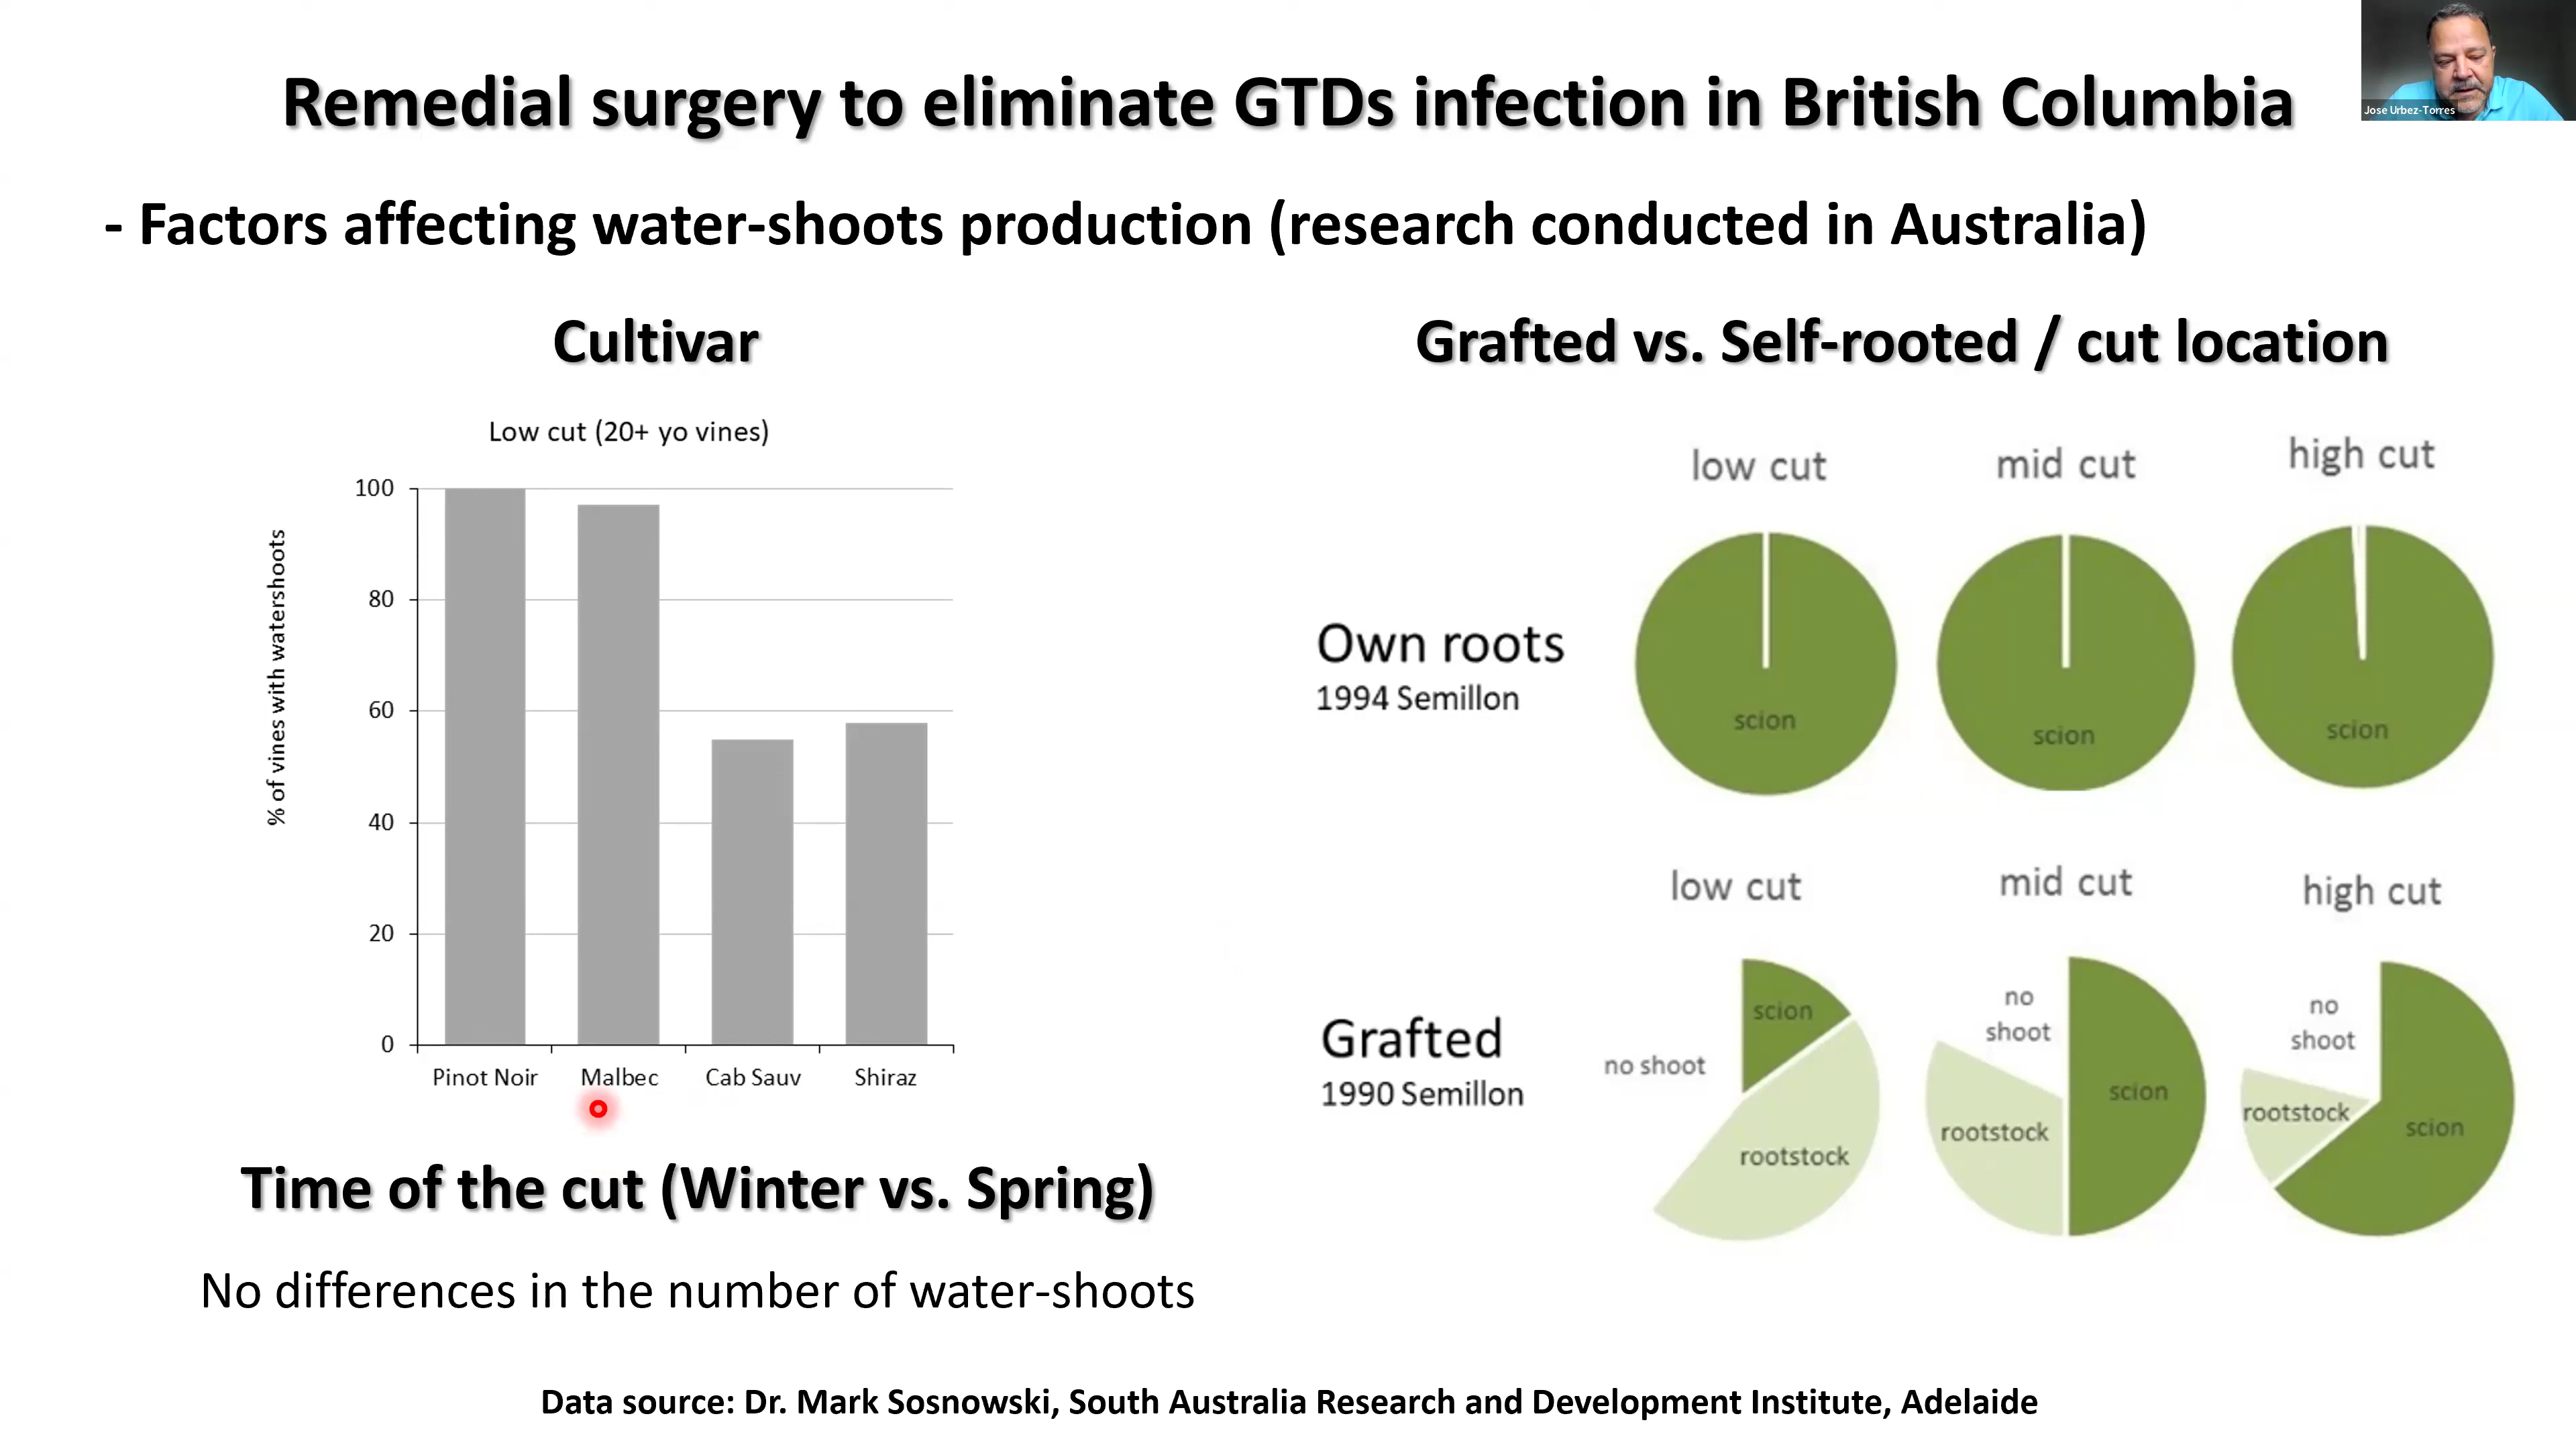 Remedial surgery to eliminate GTDs infection in British Columbia
Jose Urbez-Torres
- Factors affecting water-shoots production (research conducted in Australia)
Cultivar
Low cut (20+ yo vines)
% of vines with watershoots
100
80
60
40
20
0
Pinot Noir Malbec Cab Sauv Shiraz
Time of the cut (Winter vs. Spring)
No differences in the number of water-shoots
Grafted vs. Self-rooted / cut location
low cut mid cut high cut
Own roots
1994 Semillon
scion scion scion
low cut mid cut high cut
Grafted
1990 Semillon
scion
no shoot
rootstock
no
shoot
scion
rootstock
no
shoot
rootstock
scion
Data source: Dr. Mark Sosnowski, South Australia Research and Development Institute, Adelaide